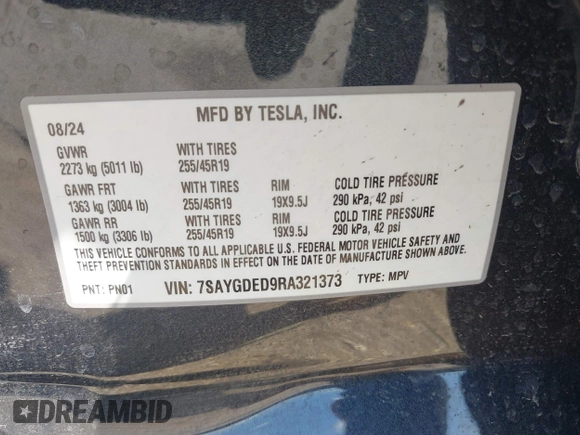 MFD BY TESLA, INC.
08/24
GVWR WITH TIRES
2273 kg (5011 lb) 255/45R19
GAWR FRT WITH TIRES RIM COLD TIRE PRESSURE
1363 kg (3004 lb) 255/45R19 19X9.5J 290 kPa, 42 psi
GAWR RR WITH TIRES RIM COLD TIRE PRESSURE
1500 kg (3306 lb) 255/45R19 19X9.5J 290 kPa, 42 psi
THIS VEHICLE CONFORMS TO ALL APPLICABLE U.S. FEDERAL MOTOR VEHICLE SAFETY AND
THEFT PREVENTION STANDARDS IN EFFECT ON THE DATE OF MANUFACTURE SHOWN ABOVE.
PNT: PN01 VIN: 7SAYGDED9RA321373 TYPE: MPV
DREAMBID